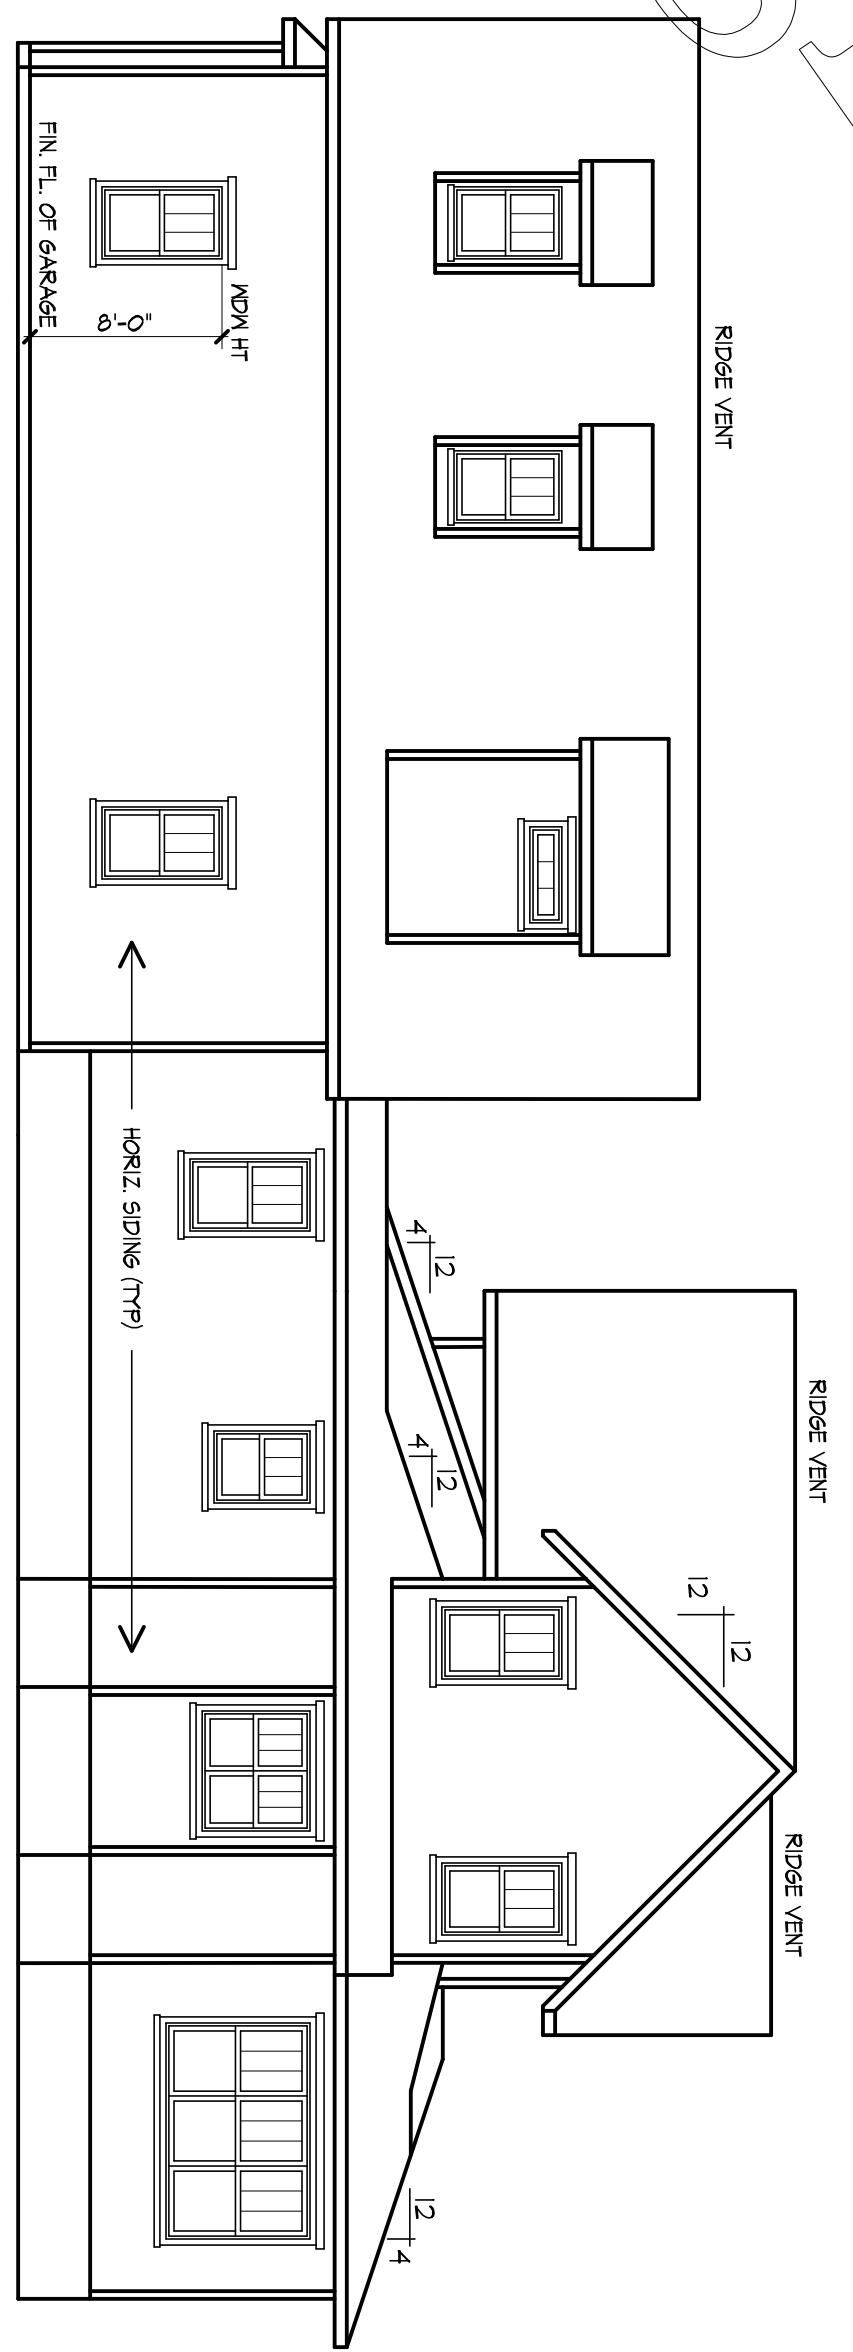 RIDGE VENT
RIDGE VENT
RIDGE VENT
12
12
4
12
4
12
12
4
WDW HT
8'-0"
FIN. FL. OF GARAGE
HORIZ. SIDING (TYP)